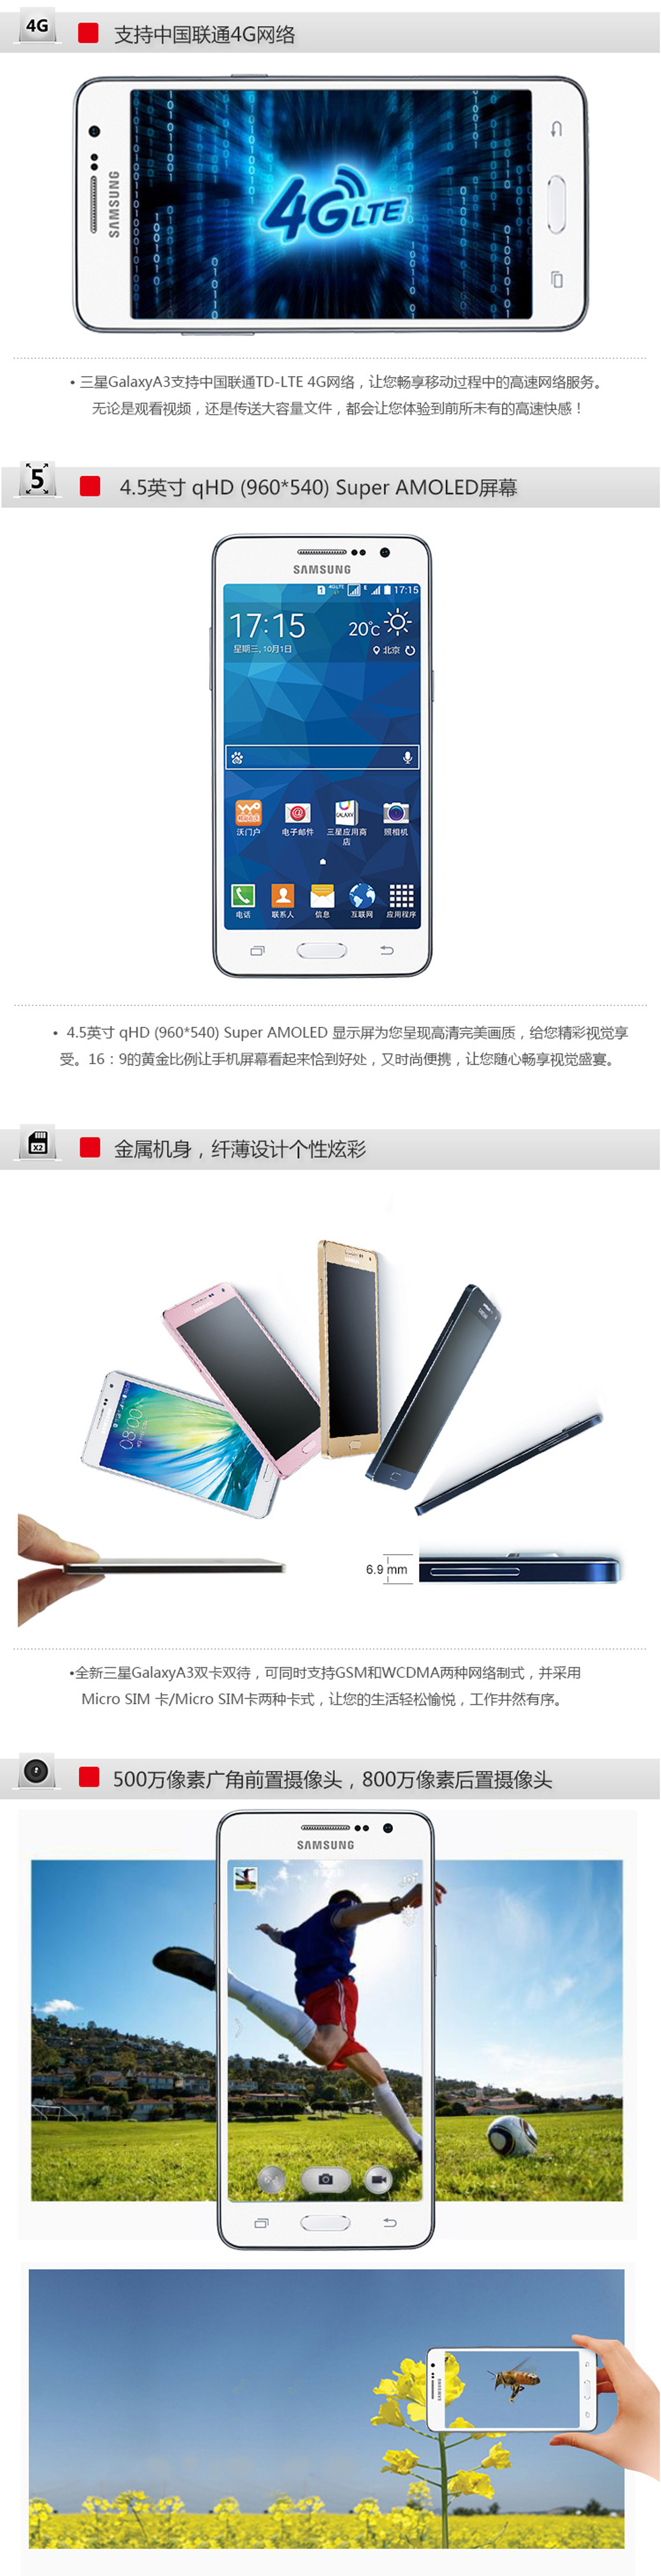 4G
支持中国联通4G网络
SAMSUNG
4G LTE
• 三星GalaxyA3支持中国联通TD-LTE 4G网络，让您畅享移动过程中的高速网络服务。
无论是观看视频，还是传送大容量文件，都会让您体验到前所未有的高速快感！
5
4.5英寸 qHD (960*540) Super AMOLED屏幕
SAMSUNG
1 4GLTE E 17:15
17:15 20°c
星期三, 10月1日 北京
GALAXY
沃门户 电子邮件 三星应用商店 照相机
电话 联系人 信息 互联网 应用程序
• 4.5英寸 qHD (960*540) Super AMOLED 显示屏为您呈现高清完美画质，给您精彩视觉享
受。16：9的黄金比例让手机屏幕看起来恰到好处，又时尚便携，让您随心畅享视觉盛宴。
X2
金属机身，纤薄设计个性炫彩
08:00
6.9 mm
•全新三星GalaxyA3双卡双待，可同时支持GSM和WCDMA两种网络制式，并采用
Micro SIM 卡/Micro SIM卡两种卡式，让您的生活轻松愉悦，工作井然有序。
500万像素广角前置摄像头，800万像素后置摄像头
SAMSUNG
SAMSUNG